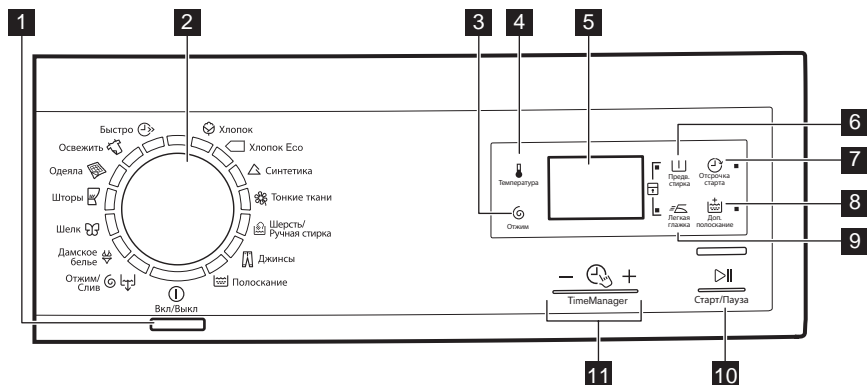 1
2
3
4
5
6
7
8
9
10
11
Быстро
Освежить
Одеяла
Шторы
Шелк
Дамское
белье
Отжим/
Слив
Хлопок
Хлопок Eco
Синтетика
Тонкие ткани
Шерсть/
Ручная стирка
Джинсы
Полоскание
Вкл/Выкл
Температура
Отжим
Предв.
стирка
Отсрочка
старта
Легкая
глажка
Доп.
полоскание
TimeManager
Старт/Пауза